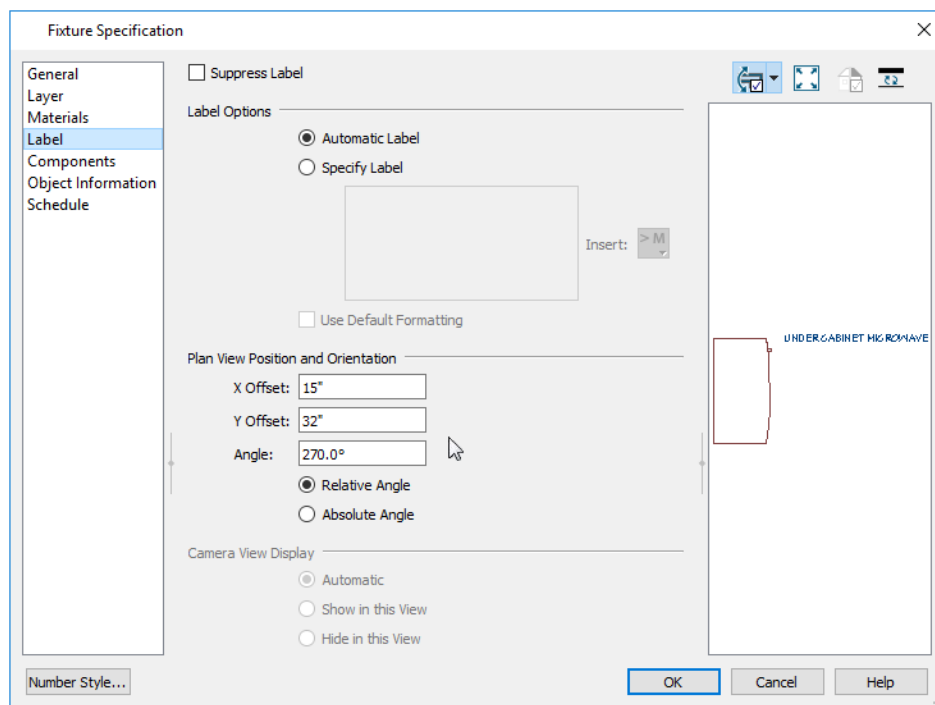 Fixture Specification
General
Layer
Materials
Label
Components
Object Information
Schedule
Suppress Label
Label Options
Automatic Label
Specify Label
Insert:
>M
Use Default Formatting
Plan View Position and Orientation
X Offset: 15"
Y Offset: 32"
Angle: 270.0°
Relative Angle
Absolute Angle
Camera View Display
Automatic
Show in this View
Hide in this View
UNDERCABINET MICROWAVE
Number Style...
OK
Cancel
Help